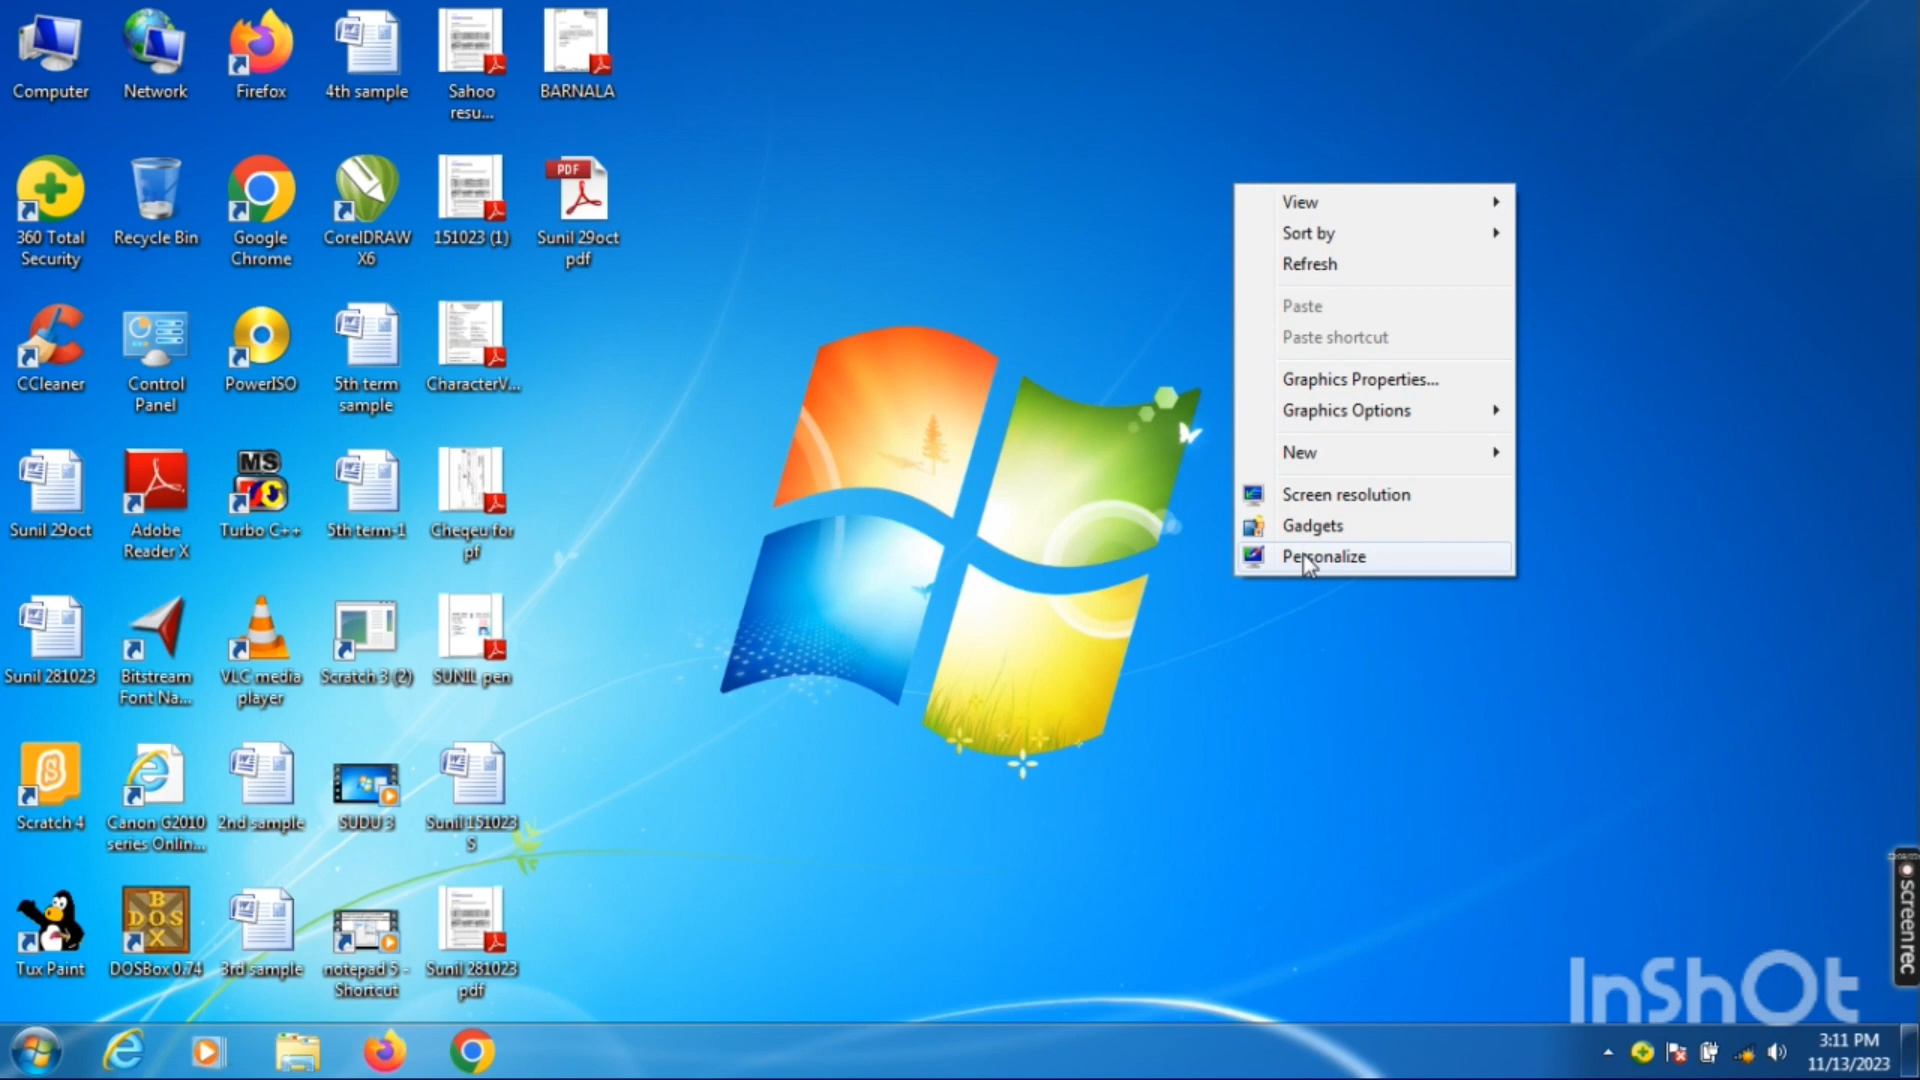 Computer
Network
Firefox
4th sample
Sahoo
resu...
BARNALA
360 Total
Security
Recycle Bin
Google
Chrome
CorelDRAW
X6
151023 (1)
PDF
Sunil 29oct
pdf
CCleaner
Control
Panel
PowerISO
5th term
sample
CharacterV...
Sunil 29oct
Adobe
Reader X
MS
Turbo C++
5th term-1
Cheqeu for
pf
Sunil 281023
Bitstream
Font Na...
VLC media
player
Scratch 3 (2)
SUNIL pen
Scratch 4
Canon G2010
series Onlin...
2nd sample
SUDU 3
Sunil 151023
S
Tux Paint
B
DOS
X
DOSBox 0.74
3rd sample
notepad 5 -
Shortcut
Sunil 281023
pdf
View
Sort by
Refresh
Paste
Paste shortcut
Graphics Properties...
Graphics Options
New
Screen resolution
Gadgets
Personalize
screenrec
InShOt
3:11 PM
11/13/2023